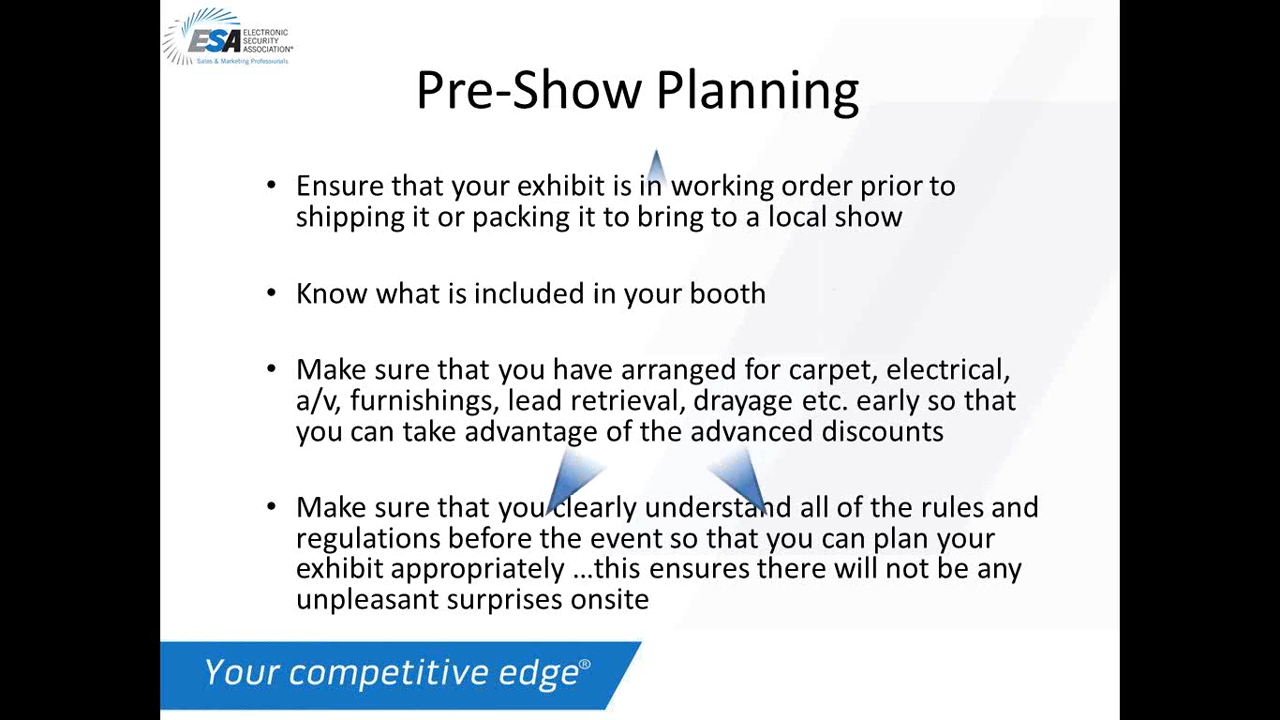 ESA ELECTRONIC
SECURITY
ASSOCIATION®
Sales & Marketing Professionals
Pre-Show Planning
• Ensure that your exhibit is in working order prior to
shipping it or packing it to bring to a local show
• Know what is included in your booth
• Make sure that you have arranged for carpet, electrical,
a/v, furnishings, lead retrieval, drayage etc. early so that
you can take advantage of the advanced discounts
• Make sure that you clearly understand all of the rules and
regulations before the event so that you can plan your
exhibit appropriately …this ensures there will not be any
unpleasant surprises onsite
Your competitive edge®